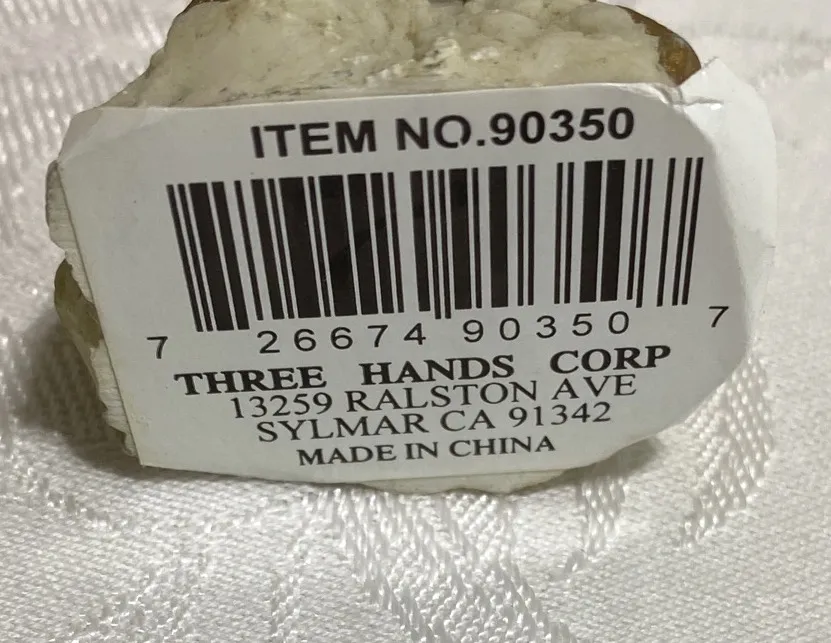 ITEM NO.90350
7 26674 90350 7
THREE HANDS CORP
13259 RALSTON AVE
SYLMAR CA 91342
MADE IN CHINA